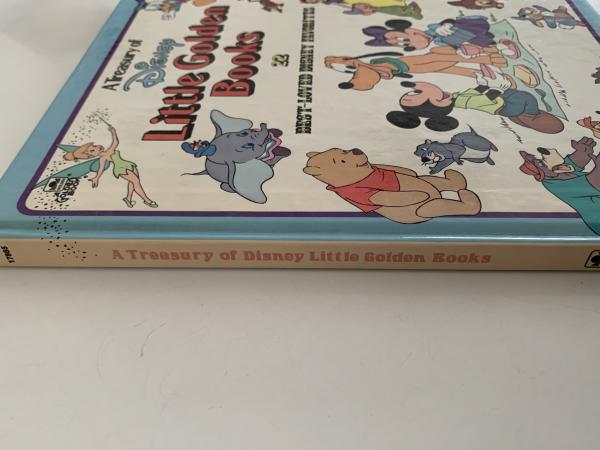 A Treasury of
Disney
Little Golden
Books
22
BEST-LOVED DISNEY FAVORITES
A Treasury of Disney Little Golden Books